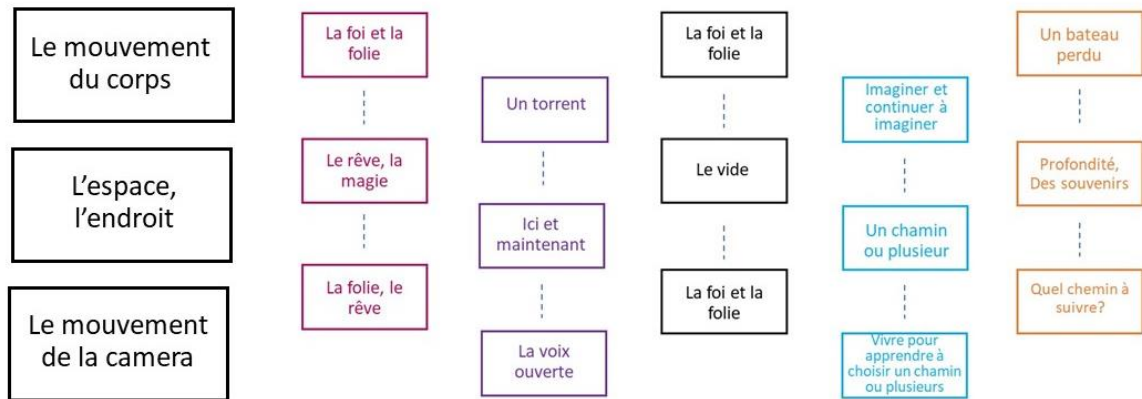 Le mouvement
du corps
L'espace,
l'endroit
Le mouvement
de la camera
La foi et la
folie
Le rêve, la
magie
La folie, le
rêve
Un torrent
Ici et
maintenant
La voix
ouverte
La foi et la
folie
Le vide
La foi et la
folie
Imaginer et
continuer à
imaginer
Un chamin
ou plusieur
Vivre pour
apprendre à
choisir un chamin
ou plusieurs
Un bateau
perdu
Profondité,
Des souvenirs
Quel chemin à
suivre?